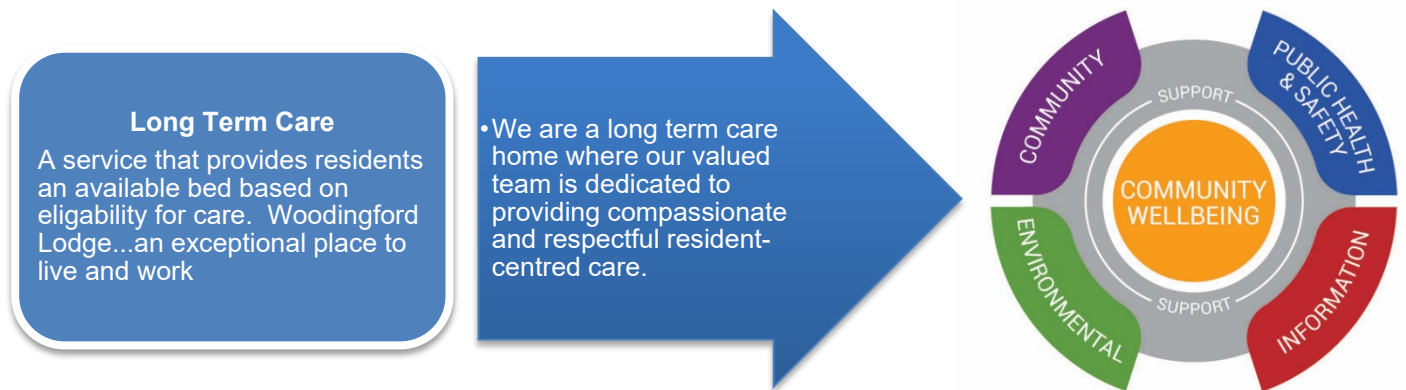 Long Term Care
A service that provides residents
an available bed based on
eligability for care.  Woodingford
Lodge...an exceptional place to
live and work
•We are a long term care
home where our valued
team is dedicated to
providing compassionate
and respectful resident-
centred care.
COMMUNITY
PUBLIC HEALTH
& SAFETY
SUPPORT
COMMUNITY
WELLBEING
SUPPORT
ENVIRONMENTAL
INFORMATION